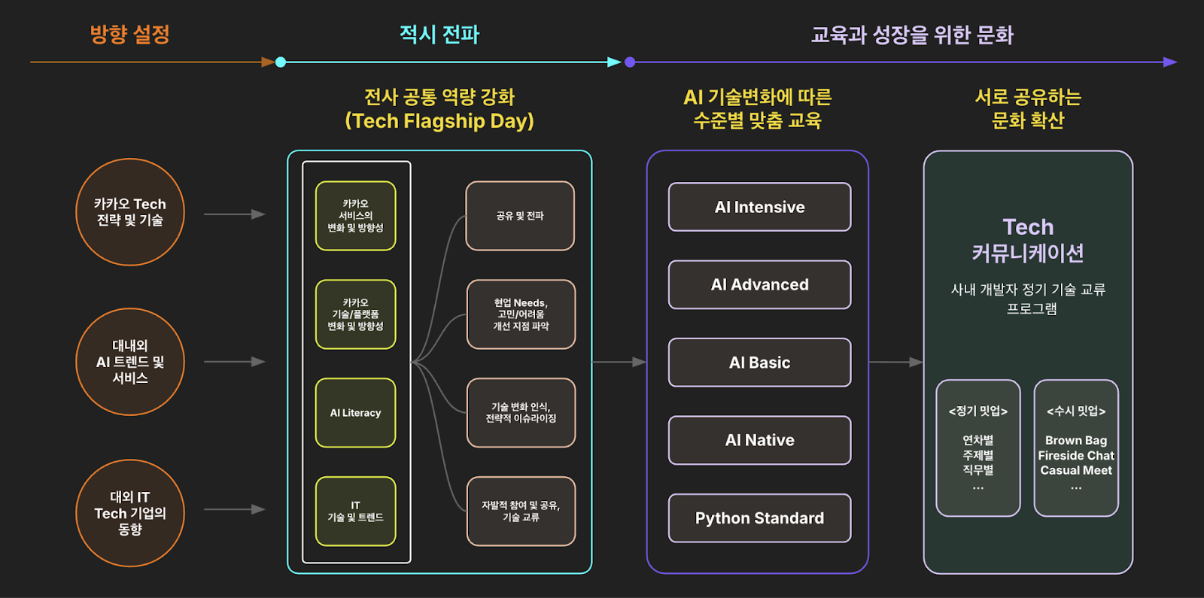 방향 설정
적시 전파
교육과 성장을 위한 문화
전사 공통 역량 강화
(Tech Flagship Day)
AI 기술변화에 따른
수준별 맞춤 교육
서로 공유하는
문화 확산
카카오 Tech
전략 및 기술
대내외
AI 트렌드 및
서비스
대외 IT
Tech 기업의
동향
카카오
서비스의
변화 및 방향성
카카오
기술/플랫폼
변화 및 방향성
AI Literacy
IT
기술 및 트렌드
공유 및 전파
현업 Needs,
고민/어려움
개선 지점 파악
기술 변화 인식,
전략적 이슈라이징
자발적 참여 및 공유,
기술 교류
AI Intensive
AI Advanced
AI Basic
AI Native
Python Standard
Tech
커뮤니케이션
사내 개발자 정기 기술 교류
프로그램
<정기 밋업>
연차별
주제별
직무별
...
<수시 밋업>
Brown Bag
Fireside Chat
Casual Meet
...